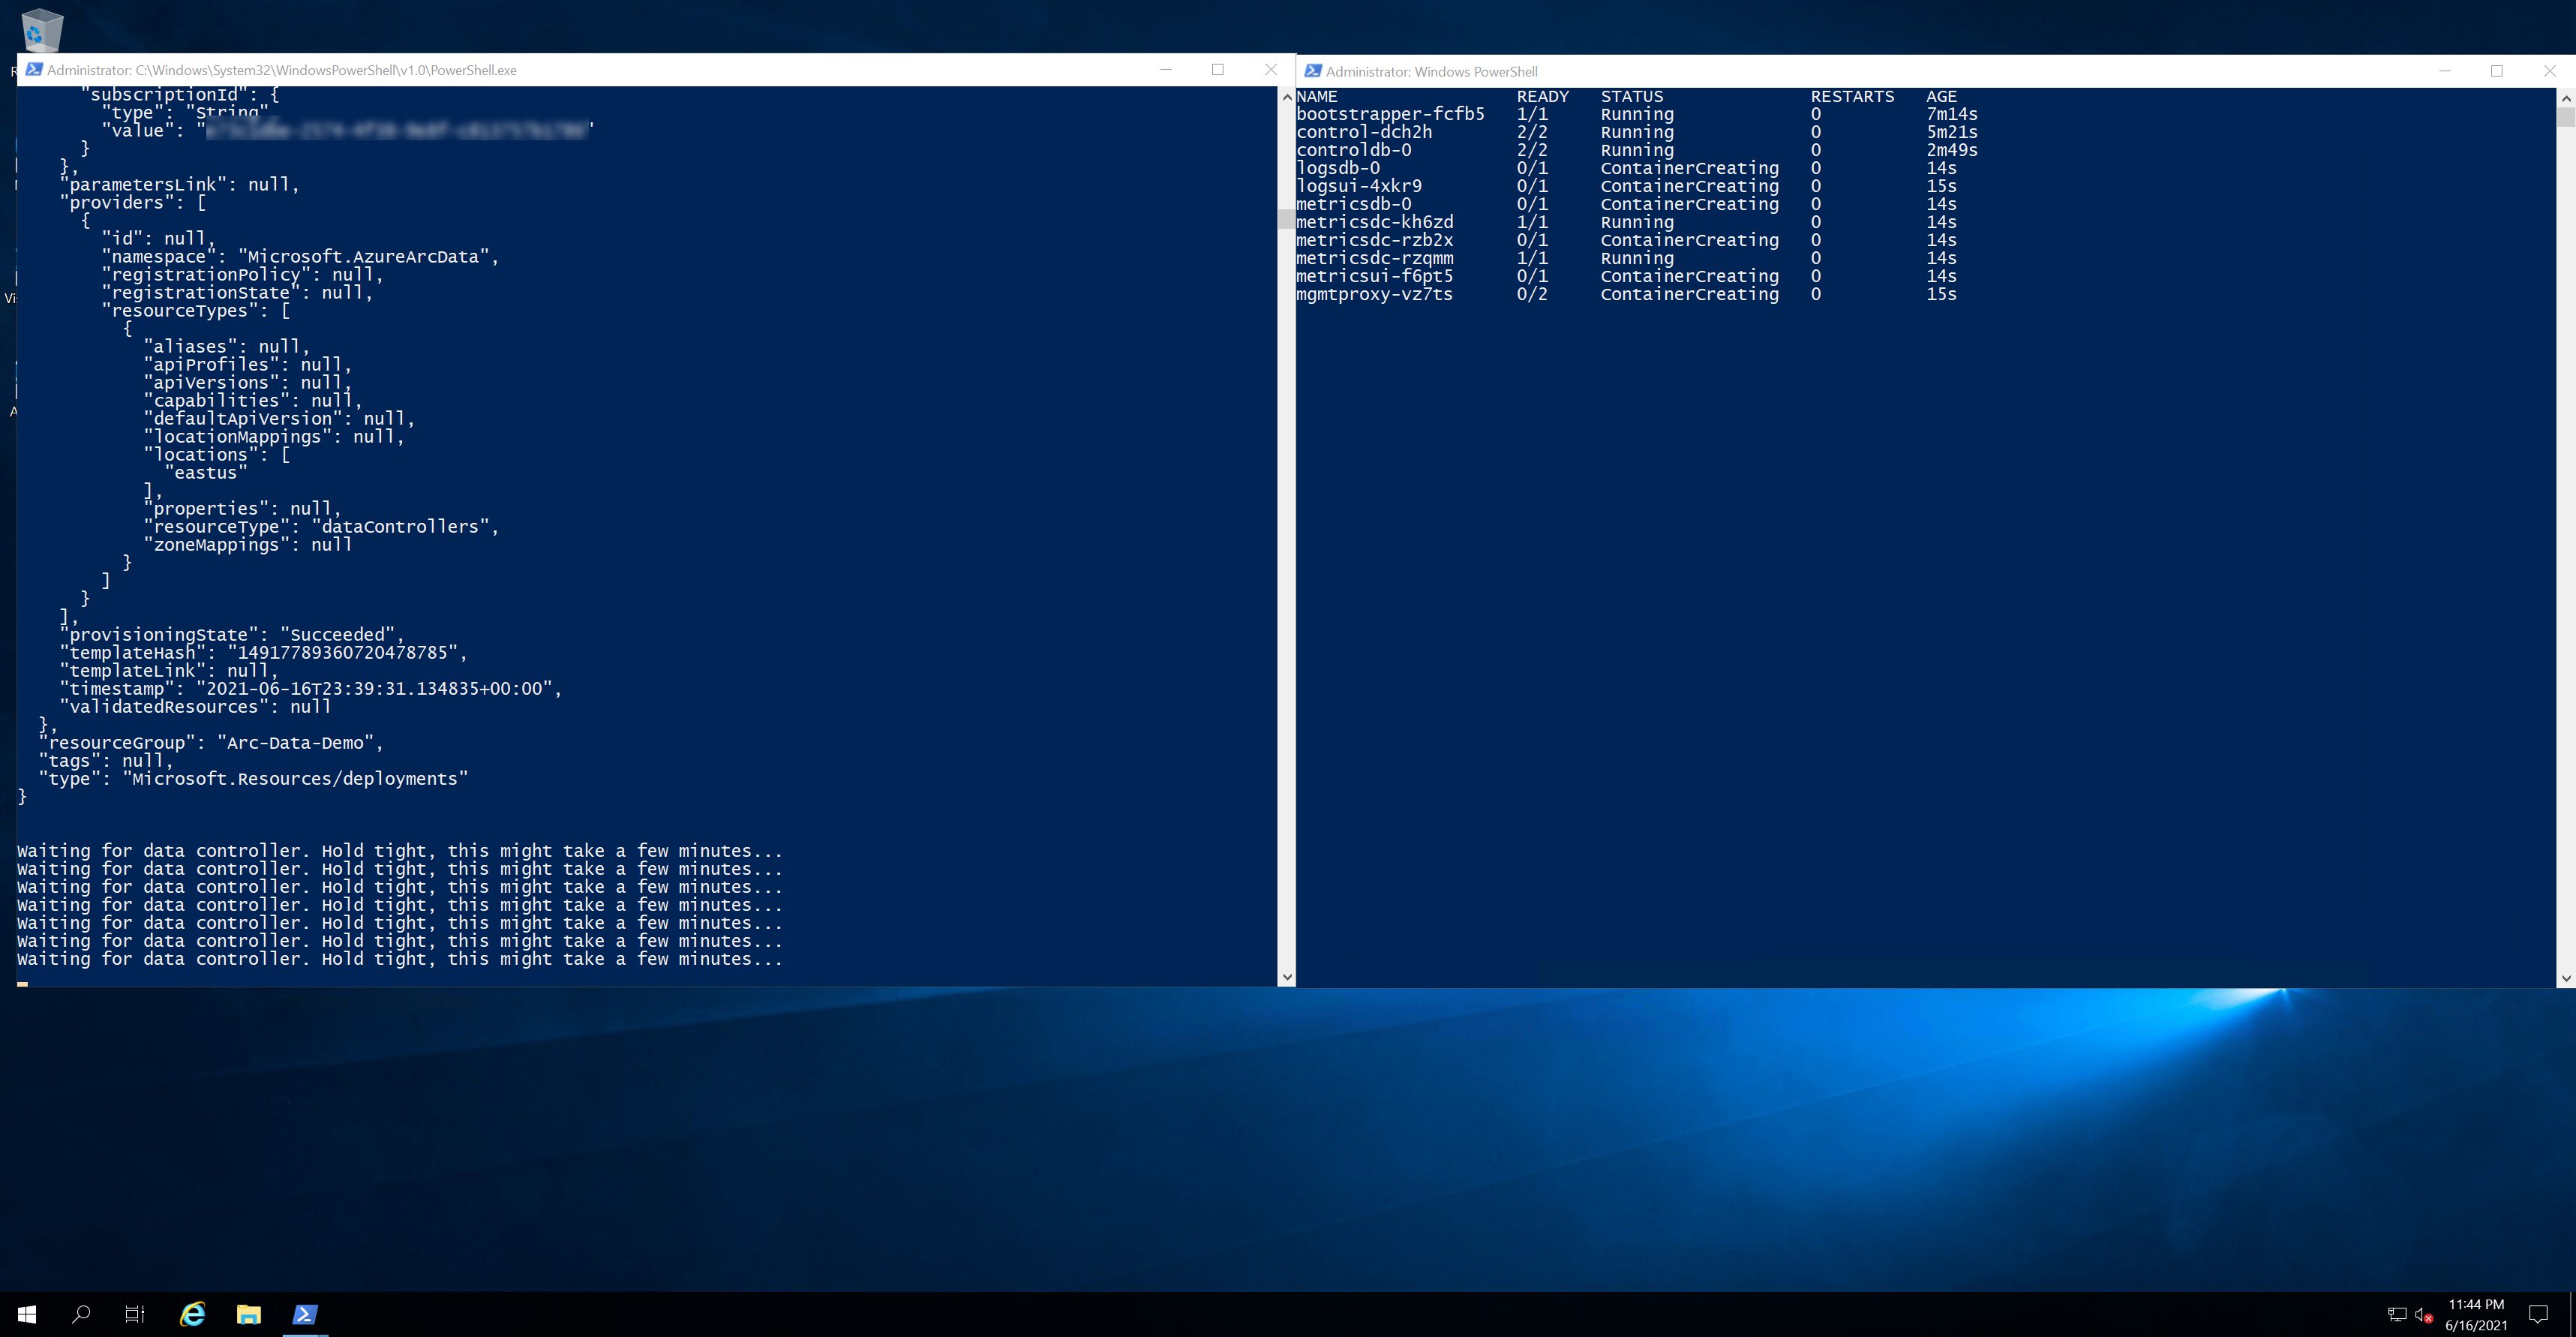 Administrator: C:\Windows\System32\WindowsPowerShell\v1.0\PowerShell.exe
"subscriptionId": {
"type": "String"
"value": "
}
},
"parametersLink": null,
"providers": [
{
"id": null,
"namespace": "Microsoft.AzureArcData",
"registrationPolicy": null,
"registrationState": null,
"resourceTypes": [
{
"aliases": null,
"apiProfiles": null,
"apiVersions": null,
"capabilities": null,
"defaultApiVersion": null,
"locationMappings": null,
"locations": [
"eastus"
],
"properties": null,
"resourceType": "dataControllers",
"zoneMappings": null
}
]
}
],
"provisioningState": "Succeeded",
"templateHash": "14917789360720478785",
"templateLink": null,
"timestamp": "2021-06-16T23:39:31.134835+00:00",
"validatedResources": null
},
"resourceGroup": "Arc-Data-Demo",
"tags": null,
"type": "Microsoft.Resources/deployments"
}
Waiting for data controller. Hold tight, this might take a few minutes...
Waiting for data controller. Hold tight, this might take a few minutes...
Waiting for data controller. Hold tight, this might take a few minutes...
Waiting for data controller. Hold tight, this might take a few minutes...
Waiting for data controller. Hold tight, this might take a few minutes...
Waiting for data controller. Hold tight, this might take a few minutes...
Waiting for data controller. Hold tight, this might take a few minutes...
Administrator: Windows PowerShell
NAME READY STATUS RESTARTS AGE
bootstrapper-fcfb5 1/1 Running 0 7m14s
control-dch2h 2/2 Running 0 5m21s
controldb-0 2/2 Running 0 2m49s
logsdb-0 0/1 ContainerCreating 0 14s
logsui-4xkr9 0/1 ContainerCreating 0 15s
metricsdb-0 0/1 ContainerCreating 0 14s
metricsdc-kh6zd 1/1 Running 0 14s
metricsdc-rzb2x 0/1 ContainerCreating 0 14s
metricsdc-rzqmm 1/1 Running 0 14s
metricsui-f6pt5 0/1 ContainerCreating 0 14s
mgmtproxy-vz7ts 0/2 ContainerCreating 0 15s
11:44 PM
6/16/2021